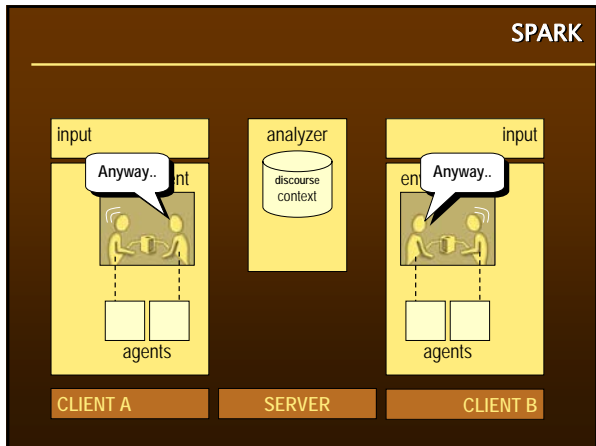 SPARK
input
analyzer
input
Anyway..
discourse
context
Anyway..
agents
agents
CLIENT A
SERVER
CLIENT B